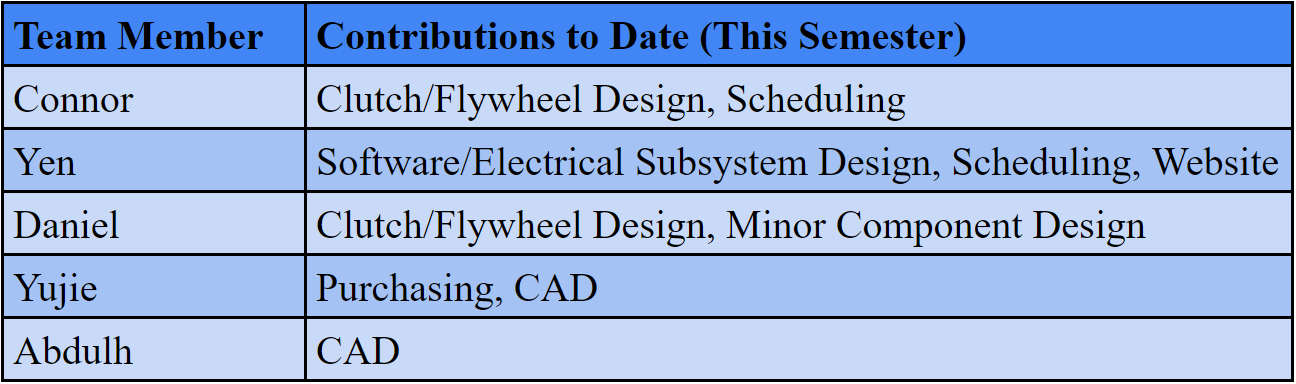 Team Member Contributions to Date (This Semester)
Connor Clutch/Flywheel Design, Scheduling
Yen Software/Electrical Subsystem Design, Scheduling, Website
Daniel Clutch/Flywheel Design, Minor Component Design
Yujie Purchasing, CAD
Abdulh CAD